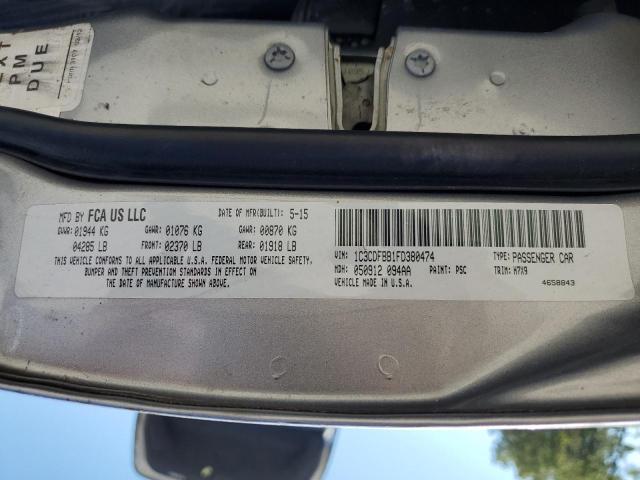 EXT
PM
DUE
MFD BY FCA US LLC
DATE OF MFR(BUILT): 5-15
GVWR: 01944 KG
GAWR: 01076 KG
GAWR: 00870 KG
04285 LB
FRONT: 02370 LB
REAR: 01918 LB
THIS VEHICLE CONFORMS TO ALL APPLICABLE U.S.A. FEDERAL MOTOR VEHICLE SAFETY,
BUMPER AND THEFT PREVENTION STANDARDS IN EFFECT ON
THE DATE OF MANUFACTURE SHOWN ABOVE.
VIN: 1C3CDFBB1FD380474
TYPE: PASSENGER CAR
MDH: 050912 094AA
PAINT: PSC
TRIM: H7X9
VEHICLE MADE IN U.S.A.
4658843